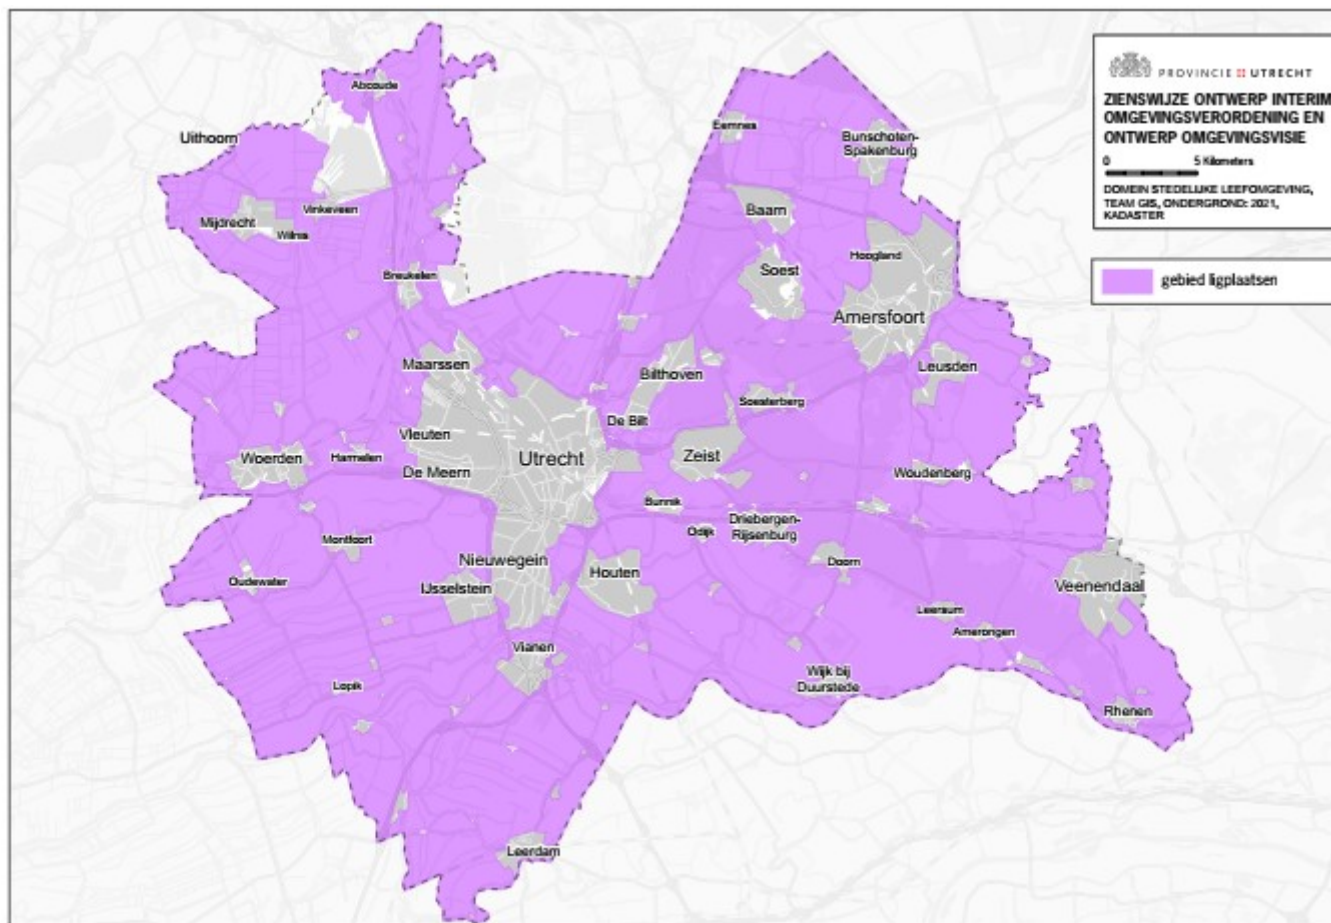 PROVINCIE UTRECHT
ZIENSWIJZE ONTWERP INTERIM
OMGEVINGSVERORDENING EN
ONTWERP OMGEVINGSVISIE
0 5 Kilometers
DOMEIN STEDELIJKE LEEFOMGEVING,
TEAM GIS, ONDERGROND: 2021,
KADASTER
gebied ligplaatsen
Abcoude
Uithoorn
Eemnes
Bunschoten-
Spakenburg
Vinkeveen
Mijdrecht
Wilnis
Baarn
Hoogland
Soest
Breukelen
Amersfoort
Maarssen
Bilthoven
Leusden
Soesterberg
De Bilt
Vleuten
Utrecht
Zeist
Woerden
Harmelen
De Meern
Woudenberg
Bunnik
Odijk
Driebergen-
Rijsenburg
Montfoort
Nieuwegein
Houten
Doorn
Oudewater
IJsselstein
Veenendaal
Leersum
Amerongen
Vianen
Lopik
Wijk bij
Duurstede
Rhenen
Leerdam